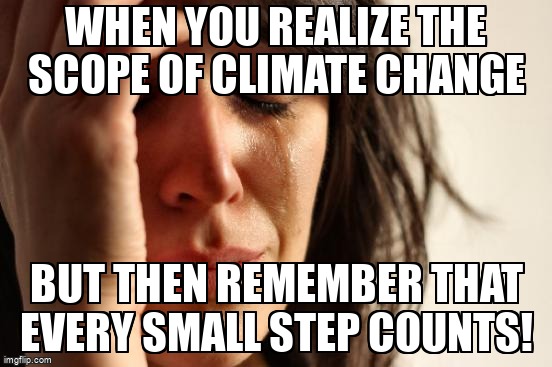 WHEN YOU REALIZE THE
SCOPE OF CLIMATE CHANGE
BUT THEN REMEMBER THAT
EVERY SMALL STEP COUNTS!
imgflip.com